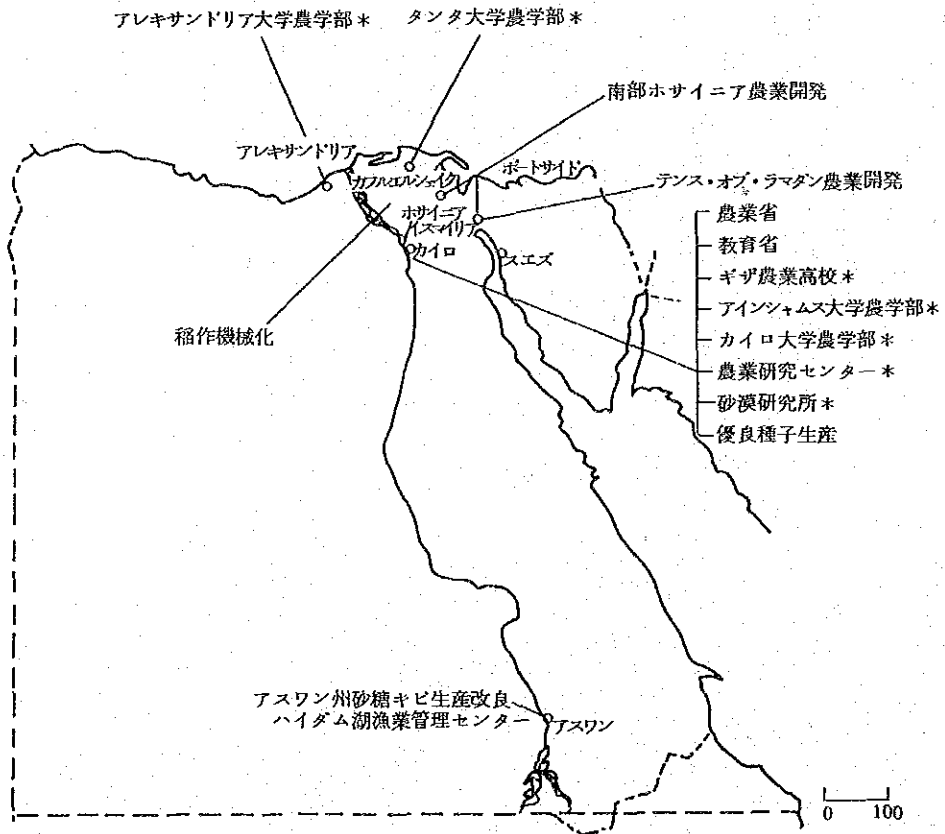 アレキサンドリア大学農学部*
タンタ大学農学部*
南部ホサイニア農業開発
アレキサンドリア
ポートサイド
カフルエルシェイク
テンス・オブ・ラマダン農業開発
ホサイニア
イスマイリア
カイロ
スエズ
農業省
教育省
ギザ農業高校*
アインシャムス大学農学部*
カイロ大学農学部*
農業研究センター*
砂漠研究所*
優良種子生産
稲作機械化
アスワン州砂糖キビ生産改良
ハイダム湖漁業管理センター
アスワン
0 100